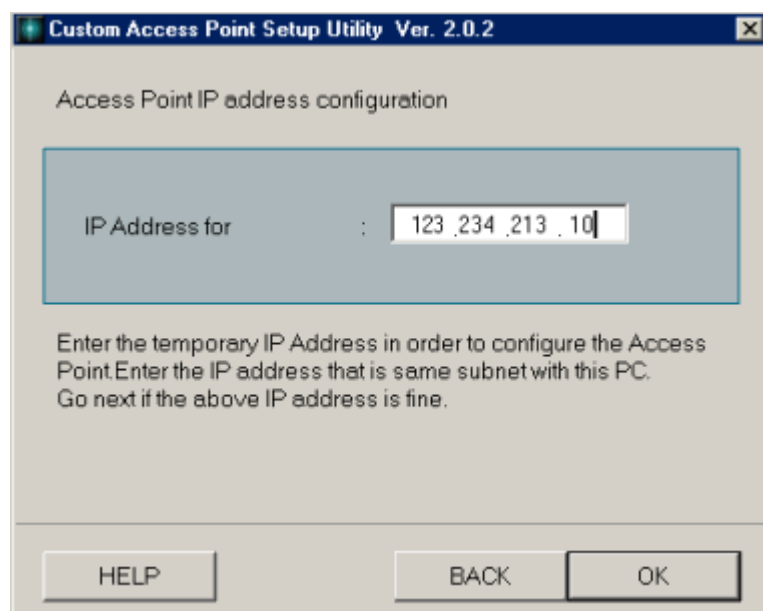 Custom Access Point Setup Utility Ver. 2.0.2
Access Point IP address configuration
IP Address for : 123 .234 .213 . 10
Enter the temporary IP Address in order to configure the Access
Point.Enter the IP address that is same subnet with this PC.
Go next if the above IP address is fine.
HELP BACK OK